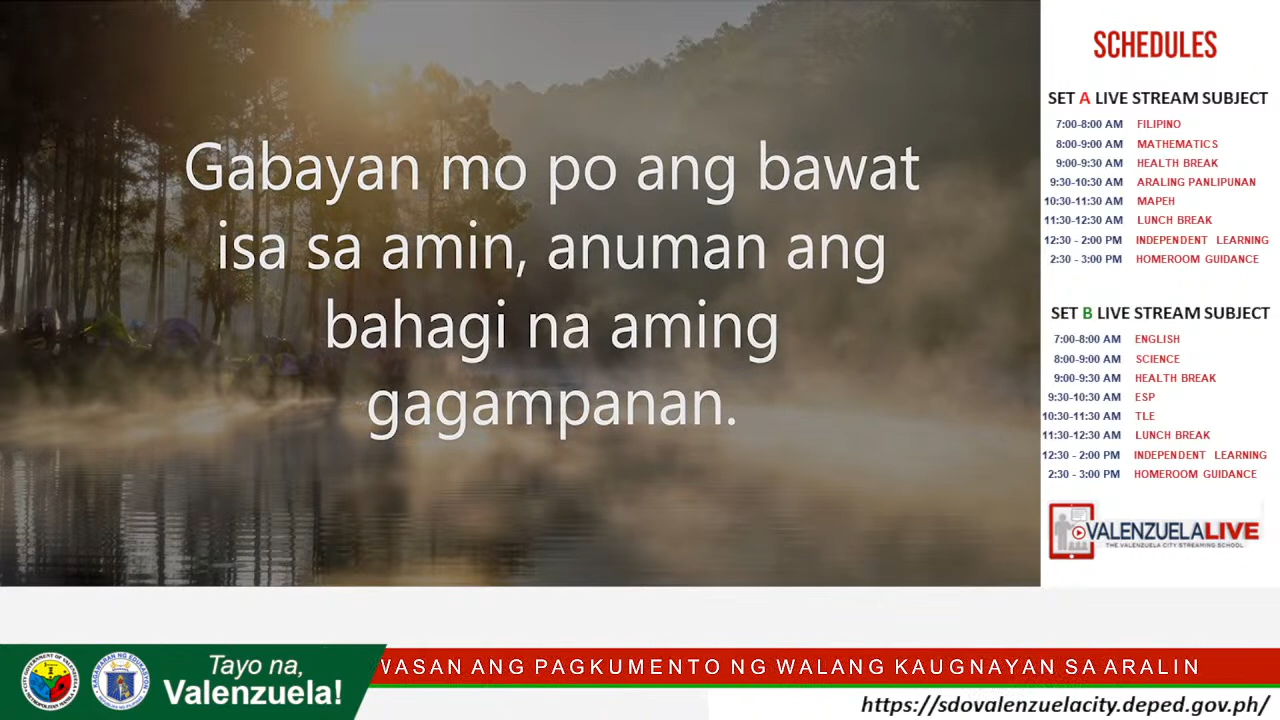 Gabayan mo po ang bawat
isa sa amin, anuman ang
bahagi na aming
gagampanan.
SCHEDULES
SET A LIVE STREAM SUBJECT
7:00-8:00 AM FILIPINO
8:00-9:00 AM MATHEMATICS
9:00-9:30 AM HEALTH BREAK
9:30-10:30 AM ARALING PANLIPUNAN
10:30-11:30 AM MAPEH
11:30-12:30 AM LUNCH BREAK
12:30 - 2:00 PM INDEPENDENT LEARNING
2:30 - 3:00 PM HOMEROOM GUIDANCE
SET B LIVE STREAM SUBJECT
7:00-8:00 AM ENGLISH
8:00-9:00 AM SCIENCE
9:00-9:30 AM HEALTH BREAK
9:30-10:30 AM ESP
10:30-11:30 AM TLE
11:30-12:30 AM LUNCH BREAK
12:30 - 2:00 PM INDEPENDENT LEARNING
2:30 - 3:00 PM HOMEROOM GUIDANCE
VALENZUELALIVE
THE VALENZUELA CITY STREAMING SCHOOL
Tayo na,
Valenzuela!
WASAN ANG PAGKUMENTO NG WALANG KAUGNAYAN SA ARALIN
https://sdovalenzuelacity.deped.gov.ph/